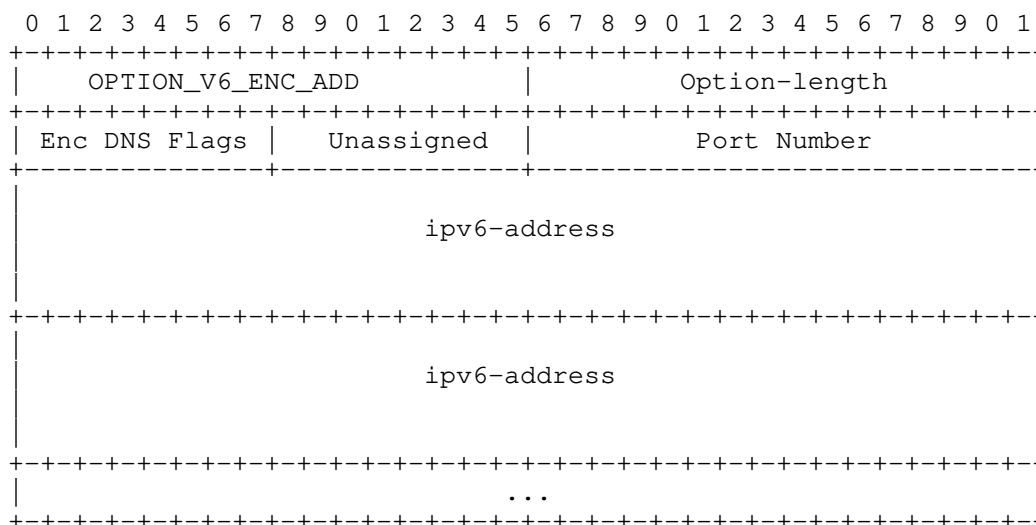 0 1 2 3 4 5 6 7 8 9 0 1 2 3 4 5 6 7 8 9 0 1 2 3 4 5 6 7 8 9 0 1
+-+-+-+-+-+-+-+-+-+-+-+-+-+-+-+-+-+-+-+-+-+-+-+-+-+-+-+-+-+-+-+-
|    OPTION_V6_ENC_ADD          |         Option-length
+-+-+-+-+-+-+-+-+-+-+-+-+-+-+-+-+-+-+-+-+-+-+-+-+-+-+-+-+-+-+-+-
| Enc DNS Flags |   Unassigned  |          Port Number
+---------------+---------------+--------------------------------
|
|                         ipv6-address
|
|
+-+-+-+-+-+-+-+-+-+-+-+-+-+-+-+-+-+-+-+-+-+-+-+-+-+-+-+-+-+-+-+-
|
|                         ipv6-address
|
|
+-+-+-+-+-+-+-+-+-+-+-+-+-+-+-+-+-+-+-+-+-+-+-+-+-+-+-+-+-+-+-+-
|                              ...
+-+-+-+-+-+-+-+-+-+-+-+-+-+-+-+-+-+-+-+-+-+-+-+-+-+-+-+-+-+-+-+-